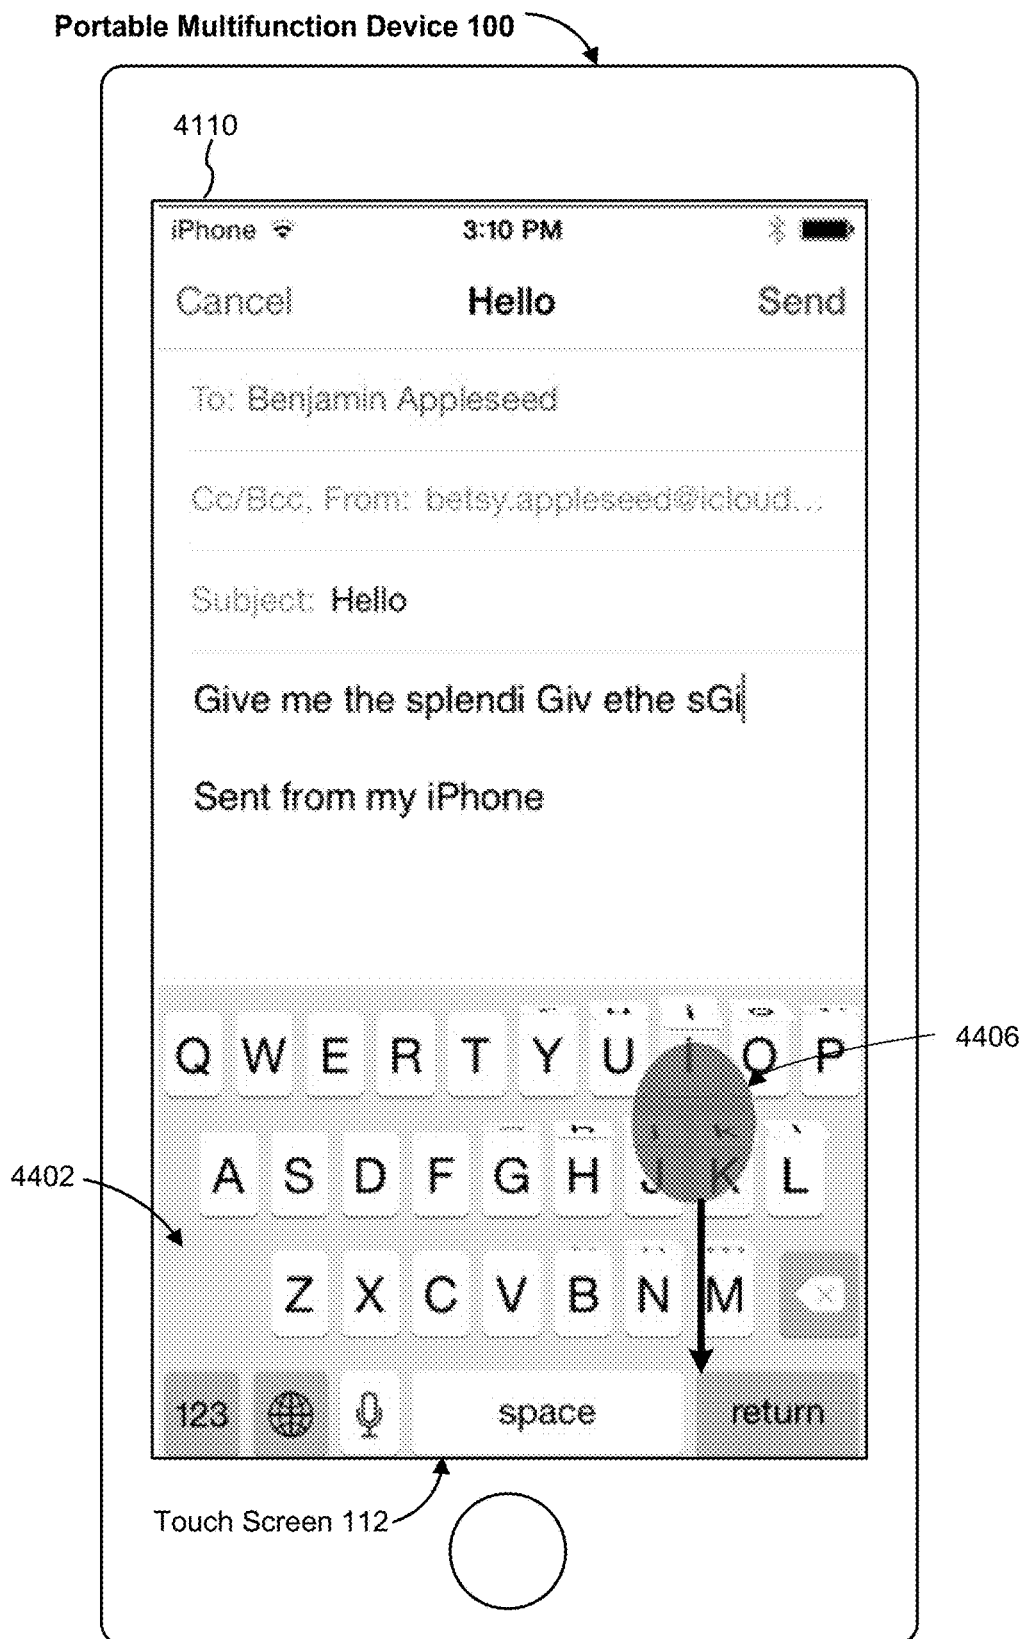 Portable Multifunction Device 100
4110
iPhone 3:10 PM
Cancel Hello Send
To: Benjamin Appleseed
Cc/Bcc, From: betsy.appleseed@icloud...
Subject: Hello
Give me the splendi Giv ethe sGi
Sent from my iPhone
Q W E R T Y U I O P
4406
A S D F G H J K L
4402
Z X C V B N M
123 space return
Touch Screen 112